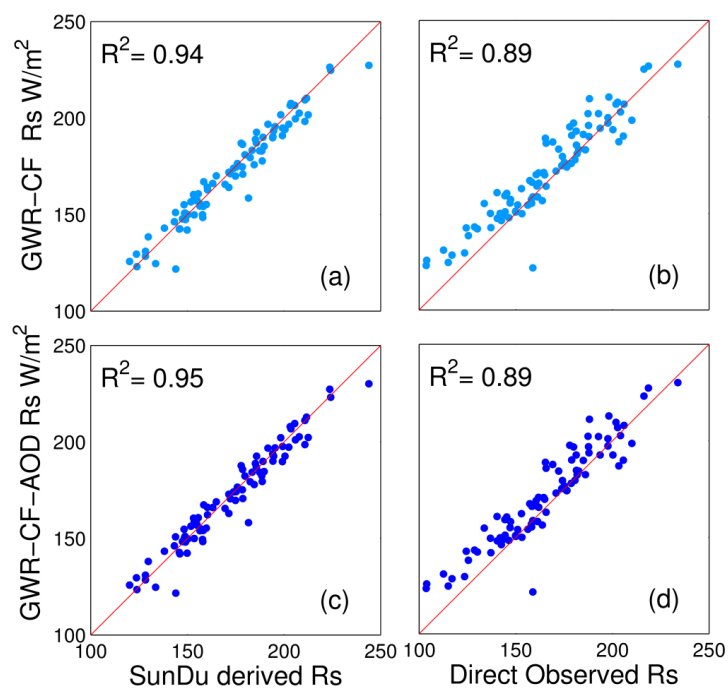 250
200
150
100
GWR−CF Rs W/m²
R²= 0.94
(a)
R²= 0.89
(b)
250
200
150
100
GWR−CF−AOD Rs W/m²
R²= 0.95
(c)
R²= 0.89
(d)
100 150 200 250
100 150 200 250
SunDu derived Rs
Direct Observed Rs